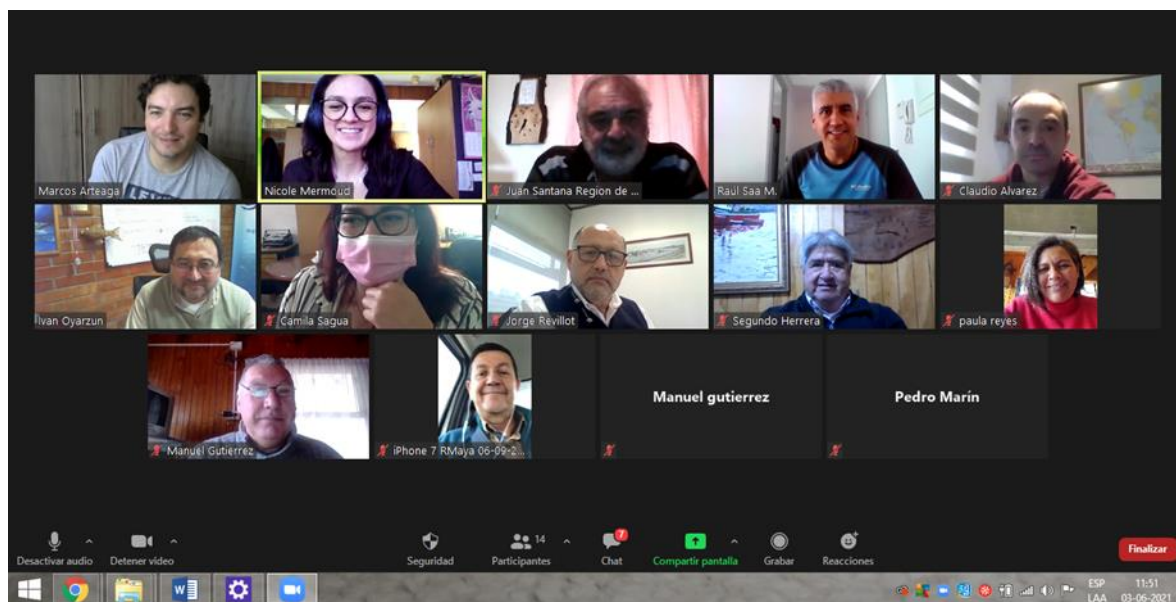 Marcos Arteaga
Nicole Mermoud
Juan Santana Region de ...
Raúl Saa M.
Claudio Alvarez
Ivan Oyarzun
Camila Sagua
Jorge Revillot
Segundo Herrera
paula reyes
Manuel Gutierrez
iPhone 7 RMaya 06-09-2...
Manuel gutierrez
Pedro Marín
Desactivar audio
Detener video
Seguridad
Participantes
14
Chat
7
Compartir pantalla
Grabar
Reacciones
Finalizar
ESP
LAA
11:51
03-06-2021